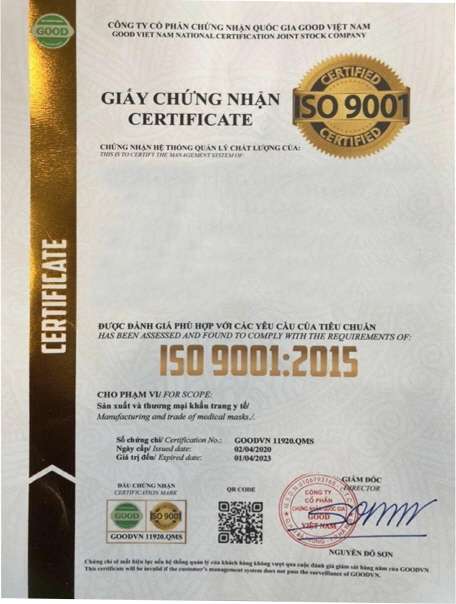 GOOD
CÔNG TY CỔ PHẦN CHỨNG NHẬN QUỐC GIA GOOD VIỆT NAM
GOOD VIET NAM NATIONAL CERTIFICATION JOINT STOCK COMPANY
GIẤY CHỨNG NHẬN
CERTIFICATE
CERTIFIED
ISO 9001
CERTIFIED
CHỨNG NHẬN HỆ THỐNG QUẢN LÝ CHẤT LƯỢNG CỦA:
THIS IS TO CERTIFY THE MANAGEMENT SYSTEM OF:
CERTIFICATE
ĐƯỢC ĐÁNH GIÁ PHÙ HỢP VỚI CÁC YÊU CẦU CỦA TIÊU CHUẨN
HAS BEEN ASSESSED AND FOUND TO COMPLY WITH THE REQUIREMENTS OF:
ISO 9001:2015
CHO PHẠM VI/ FOR SCOPE:
Sản xuất và thương mại khẩu trang y tế/
Manufacturing and trade of medical masks./.
Số chứng chỉ/ Certification No.: GOODVN 11920.QMS
Ngày cấp/ Issued date: 02/04/2020
Giá trị đến/ Expired date: 01/04/2023
DẤU CHỨNG NHẬN
CERTIFICATION MARK
QR CODE
GIÁM ĐỐC
DIRECTOR
GOOD
ISO 9001
GOODVN 11920.QMS
CÔNG TY
CỔ PHẦN
CHỨNG NHẬN QUỐC GIA
GOOD
VIỆT NAM
NGUYỄN ĐỖ SƠN
Chứng chỉ sẽ mất hiệu lực nếu hệ thống quản lý của khách hàng không vượt qua cuộc đánh giá giám sát hàng năm của GOODVN
This certificate will be invalid if the customer's management system does not pass the surveillance of GOODVN.